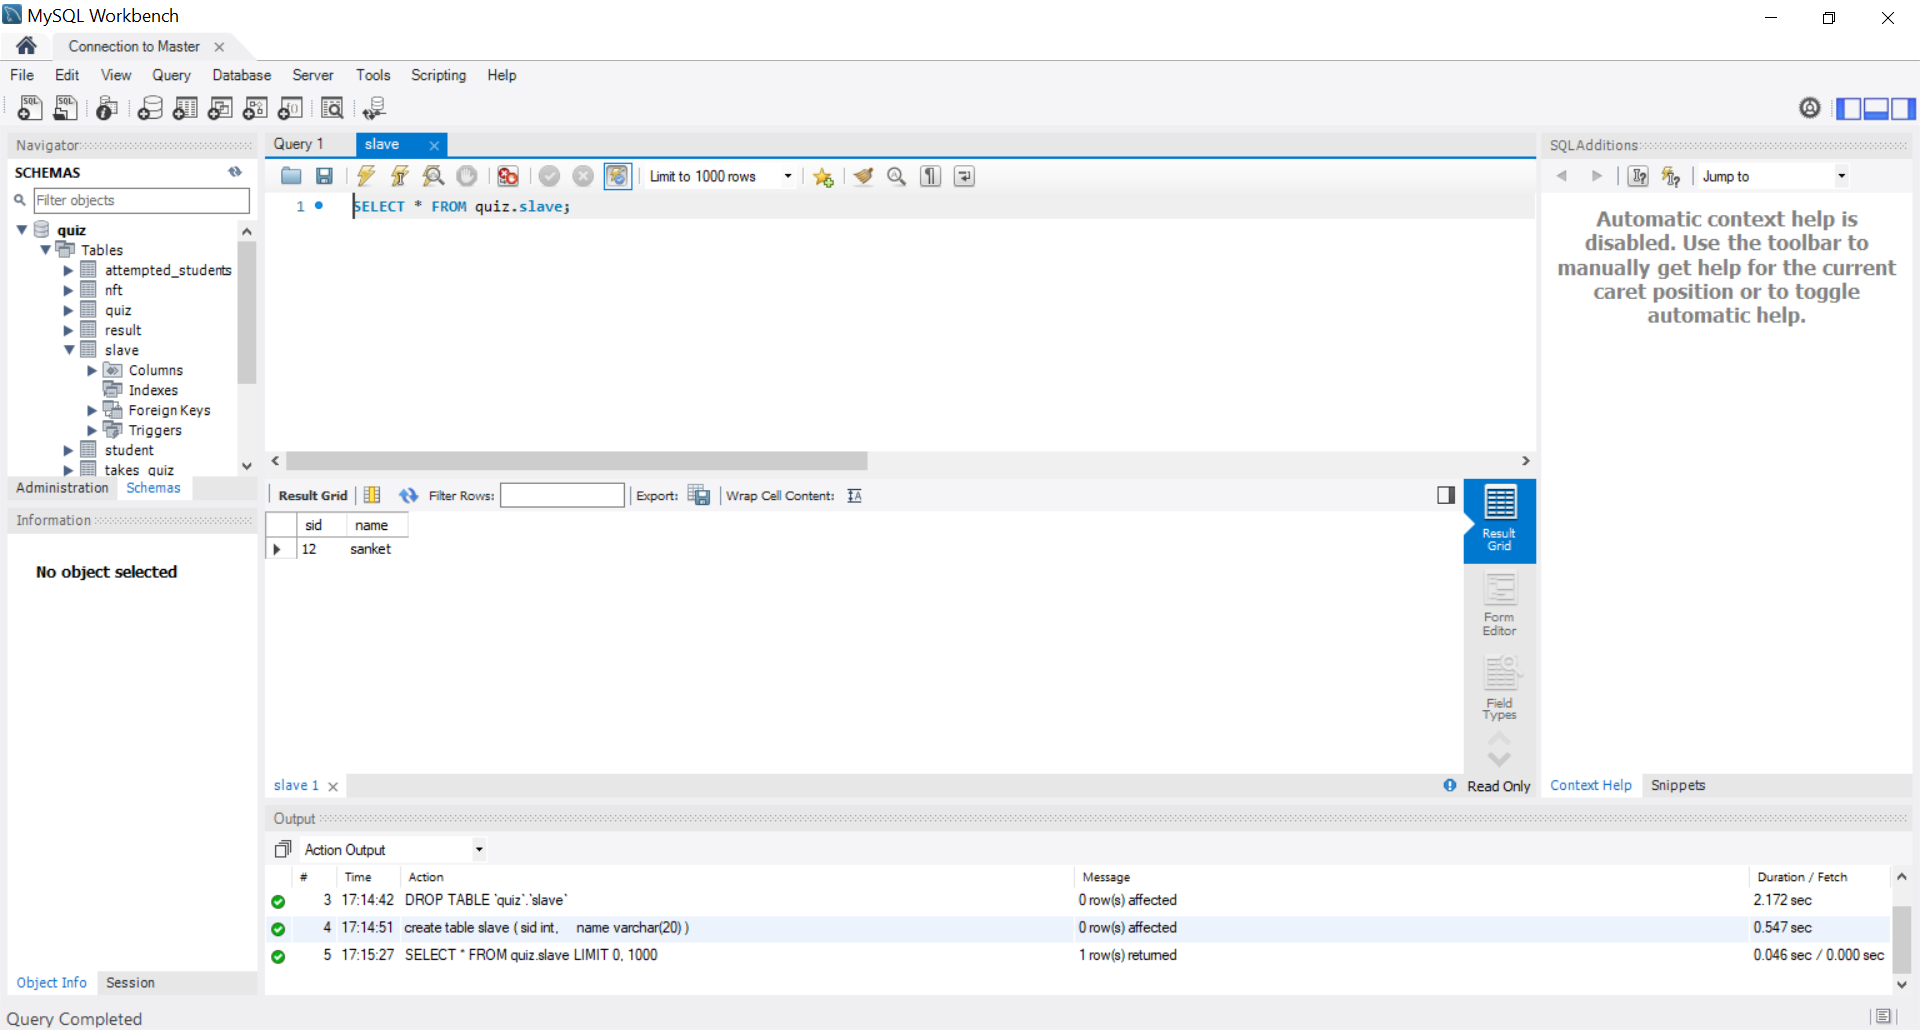 MySQL Workbench
Connection to Master
File Edit View Query Database Server Tools Scripting Help
Navigator
SCHEMAS
Filter objects
quiz
Tables
attempted_students
nft
quiz
result
slave
Columns
Indexes
Foreign Keys
Triggers
student
takes_quiz
Administration Schemas
Information
No object selected
Object Info Session
Query 1 slave
Limit to 1000 rows
1 SELECT * FROM quiz.slave;
Result Grid Filter Rows: Export: Wrap Cell Content:
sid name
12 sanket
Result
Grid
Form
Editor
Field
Types
slave 1 Read Only
SQLAdditions
Jump to
Automatic context help is
disabled. Use the toolbar to
manually get help for the current
caret position or to toggle
automatic help.
Context Help Snippets
Output
Action Output
# Time Action Message Duration / Fetch
3 17:14:42 DROP TABLE `quiz`.`slave` 0 row(s) affected 2.172 sec
4 17:14:51 create table slave ( sid int, name varchar(20) ) 0 row(s) affected 0.547 sec
5 17:15:27 SELECT * FROM quiz.slave LIMIT 0, 1000 1 row(s) returned 0.046 sec / 0.000 sec
Query Completed